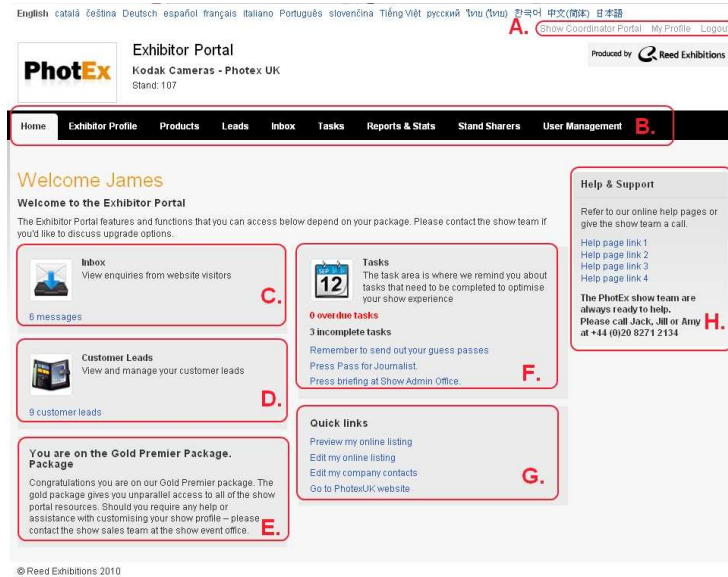 English català čeština Deutsch español français italiano Português slovenčina Tiếng Việt русский ไทย (ไทย) 한국어 中文(简体) 日本語
A.
Show Coordinator Portal My Profile Logout
PhotEx
Exhibitor Portal
Kodak Cameras - Photex UK
Stand: 107
Produced by Reed Exhibitions
Home Exhibitor Profile Products Leads Inbox Tasks Reports & Stats Stand Sharers User Management B.
Welcome James
Welcome to the Exhibitor Portal
The Exhibitor Portal features and functions that you can access below depend on your package. Please contact the show team if
you'd like to discuss upgrade options.
Inbox
View enquiries from website visitors
C.
6 messages
Customer Leads
View and manage your customer leads
D.
9 customer leads
You are on the Gold Premier Package.
Package
Congratulations you are on our Gold Premier package. The
gold package gives you unparallel access to all of the show
portal resources. Should you require any help or
assistance with customising your show profile – please
contact the show sales team at the show event office.
E.
SEP
12
Tasks
The task area is where we remind you about
tasks that need to be completed to optimise
your show experience
0 overdue tasks
3 incomplete tasks
Remember to send out your guess passes
Press Pass for Journalist.
Press briefing at Show Admin Office.
F.
Quick links
Preview my online listing
Edit my online listing
Edit my company contacts
Go to PhotexUK website
G.
Help & Support
Refer to our online help pages or
give the show team a call.
Help page link 1
Help page link 2
Help page link 3
Help page link 4
The PhotEx show team are
always ready to help.
Please call Jack, Jill or Amy
at +44 (0)20 8271 2134
H.
© Reed Exhibitions 2010